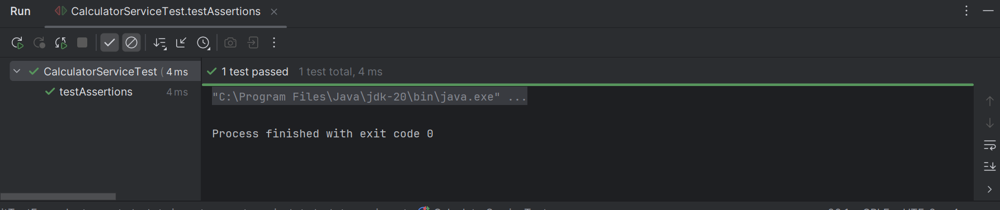 Run CalculatorServiceTest.testAssertions
CalculatorServiceTest ( 4 ms
testAssertions 4 ms
1 test passed 1 test total, 4 ms
"C:\Program Files\Java\jdk-20\bin\java.exe" ...
Process finished with exit code 0